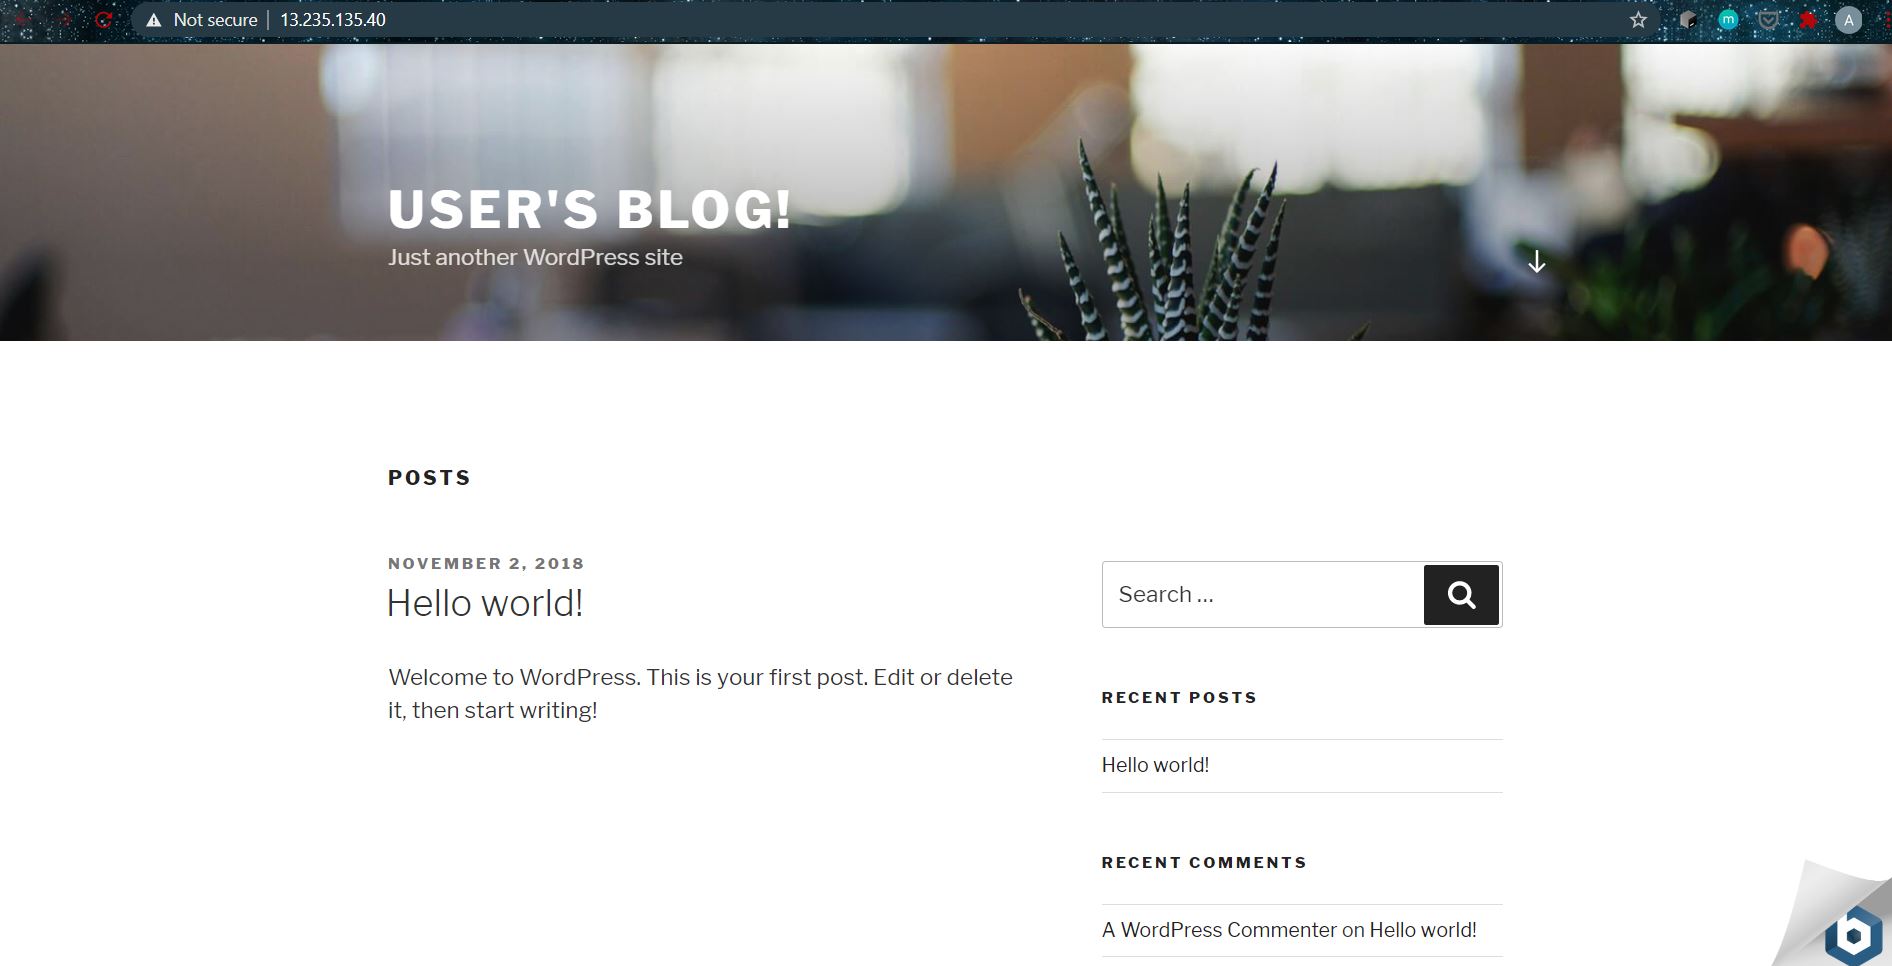 Not secure | 13.235.135.40
m
A
USER'S BLOG!
Just another WordPress site
POSTS
NOVEMBER 2, 2018
Hello world!
Welcome to WordPress. This is your first post. Edit or delete
it, then start writing!
Search …
RECENT POSTS
Hello world!
RECENT COMMENTS
A WordPress Commenter on Hello world!
b